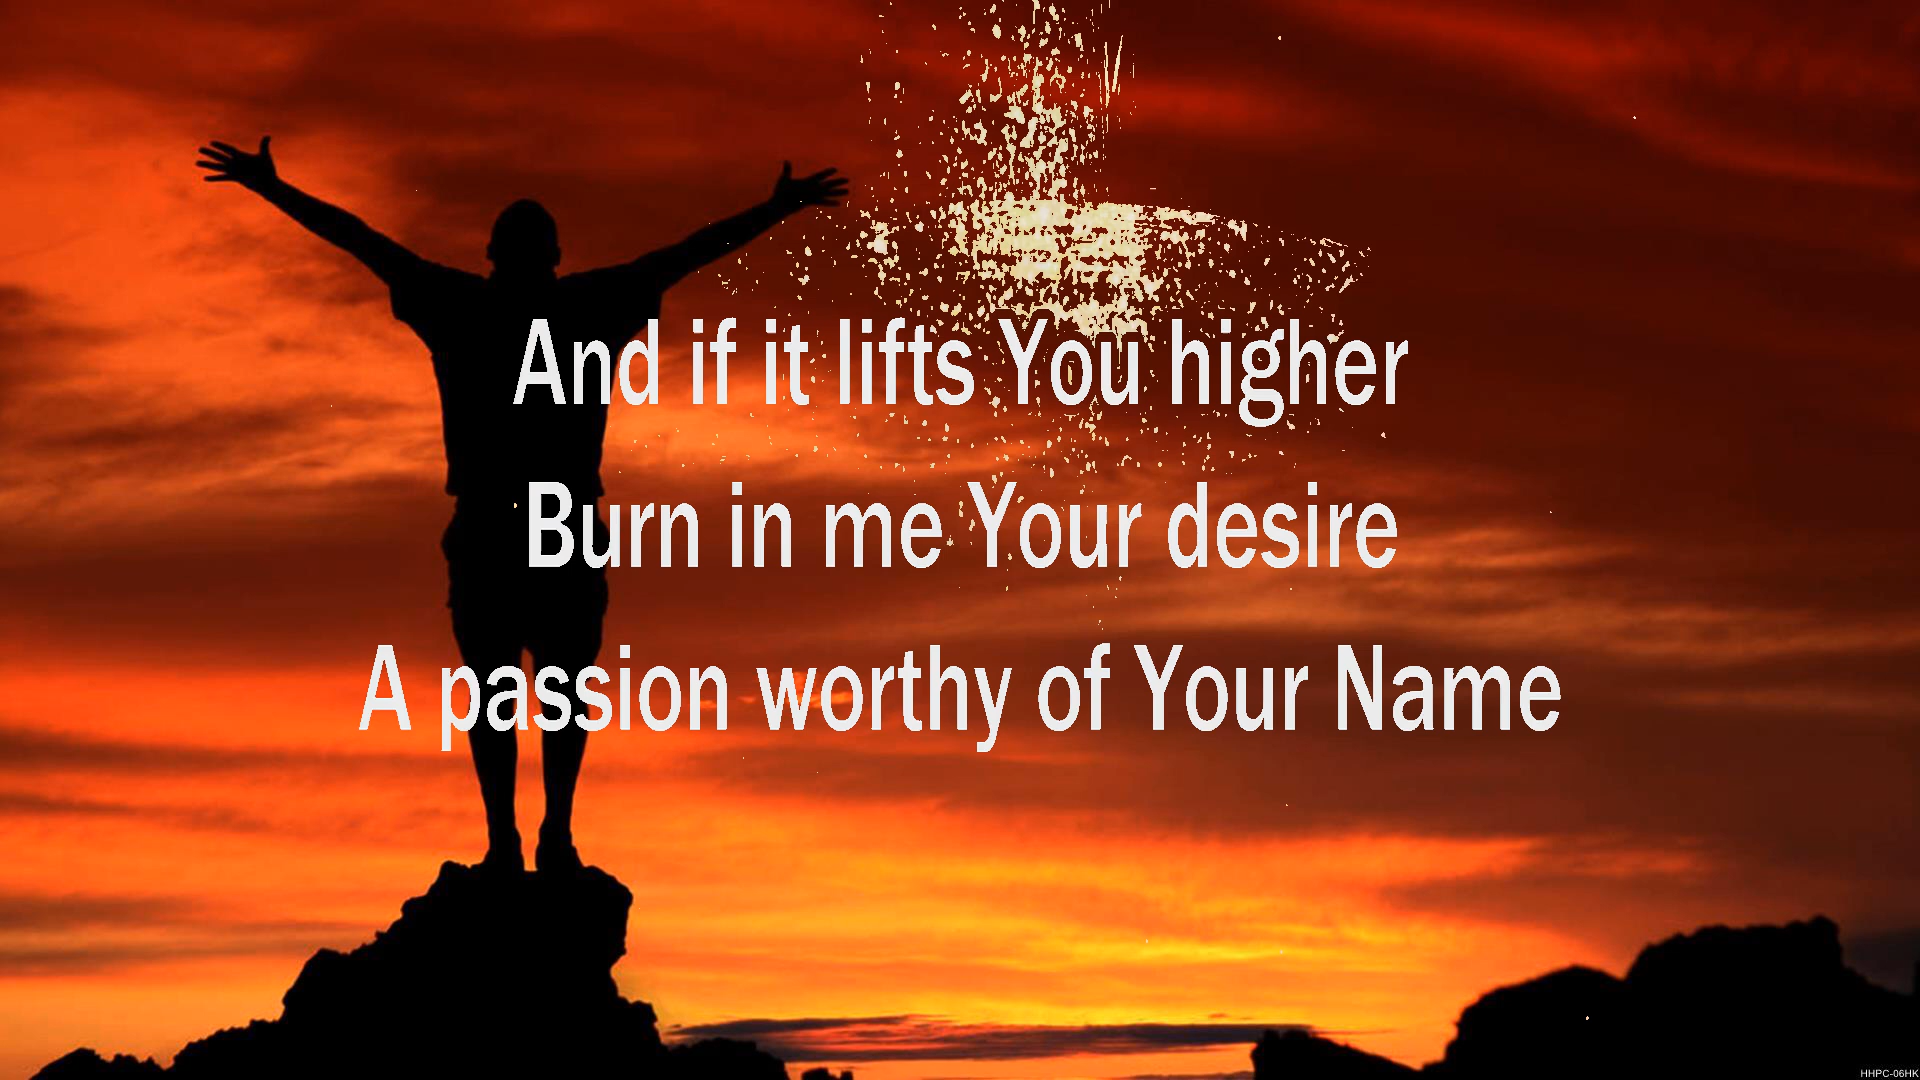 And if it lifts You higher
Burn in me Your desire
A passion worthy of Your Name
HHPC-06HK